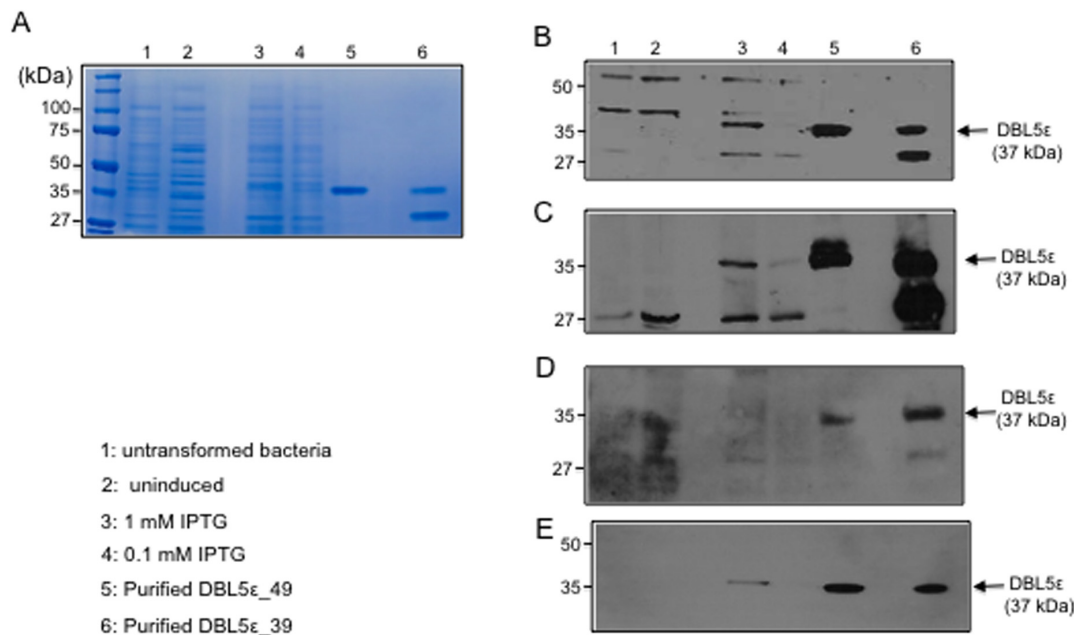 A
1 2 3 4 5 6
(kDa)
100
75
50
35
27
1: untransformed bacteria
2: uninduced
3: 1 mM IPTG
4: 0.1 mM IPTG
5: Purified DBL5ε_49
6: Purified DBL5ε_39
B
1 2 3 4 5 6
50
35
27
DBL5ε
(37 kDa)
C
35
27
DBL5ε
(37 kDa)
D
35
27
DBL5ε
(37 kDa)
E
50
35
DBL5ε
(37 kDa)